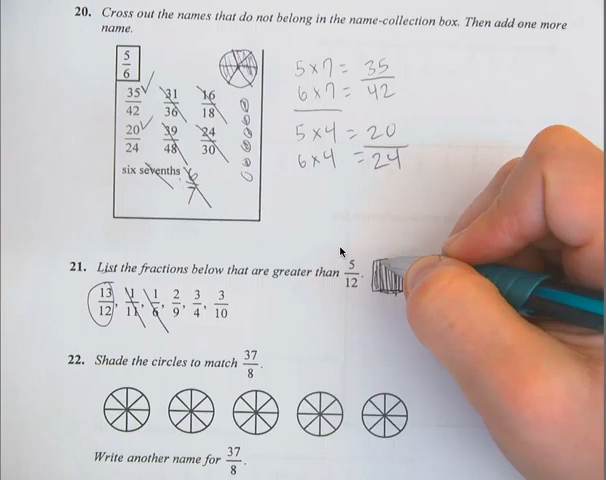 20. Cross out the names that do not belong in the name-collection box. Then add one more
name.
5/6
35/42 31/36 16/18
20/24 39/48 24/30
six sevenths 6/7
5 x 7 = 35
6 x 7 = 42
5 x 4 = 20
6 x 4 = 24
21. List the fractions below that are greater than 5/12.
13/12, 1/11, 1/6, 2/9, 3/4, 3/10
22. Shade the circles to match 37/8.
Write another name for 37/8.